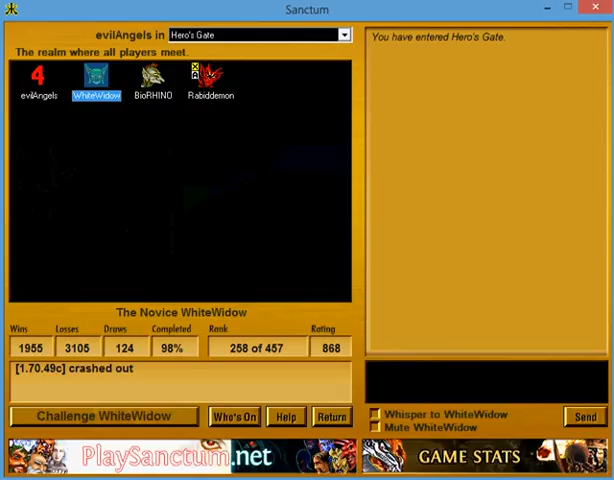 Sanctum
evilAngels in Hero's Gate
The realm where all players meet.
evilAngels WhiteWidow BioRHINO Rabiddemon
You have entered Hero's Gate.
The Novice WhiteWidow
Wins Losses Draws Completed Rank Rating
1955 3105 124 98% 258 of 457 868
[1.70.49c] crashed out
Challenge WhiteWidow Who's On Help Return
Whisper to WhiteWidow
Mute WhiteWidow
Send
PlaySanctum.net
GAME STATS